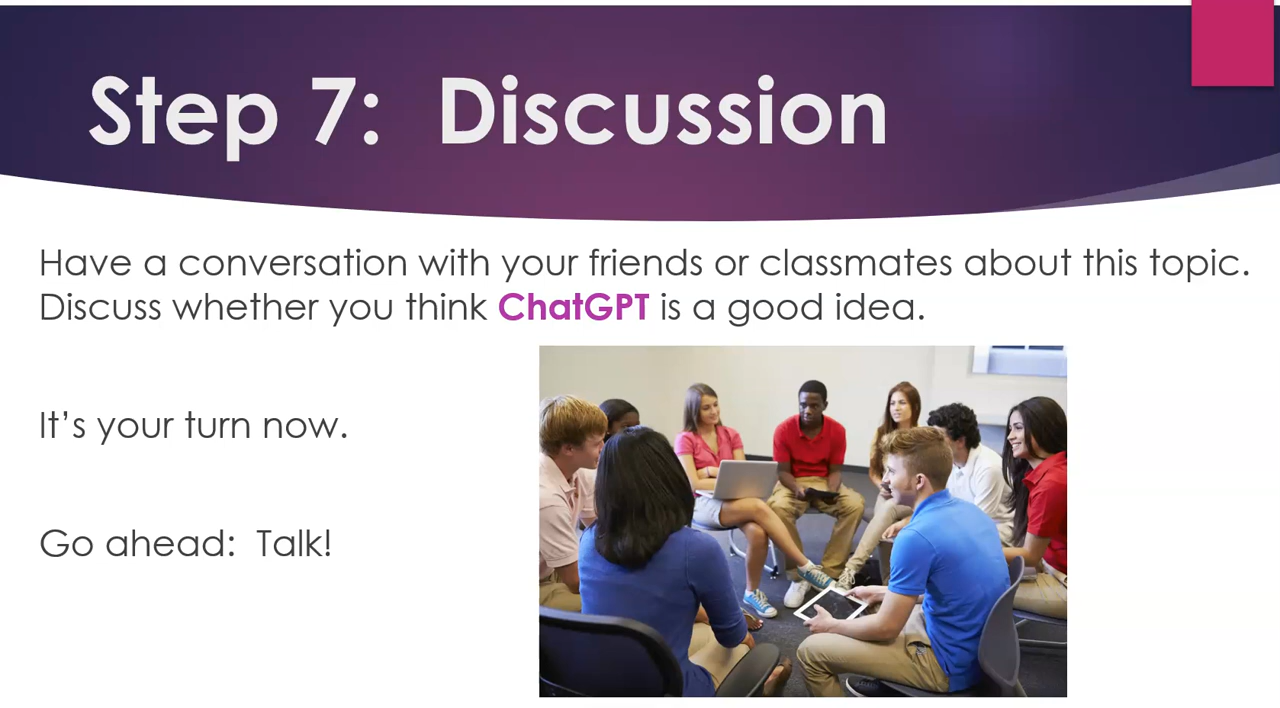 Step 7:  Discussion
Have a conversation with your friends or classmates about this topic.
Discuss whether you think ChatGPT is a good idea.
It’s your turn now.
Go ahead:  Talk!